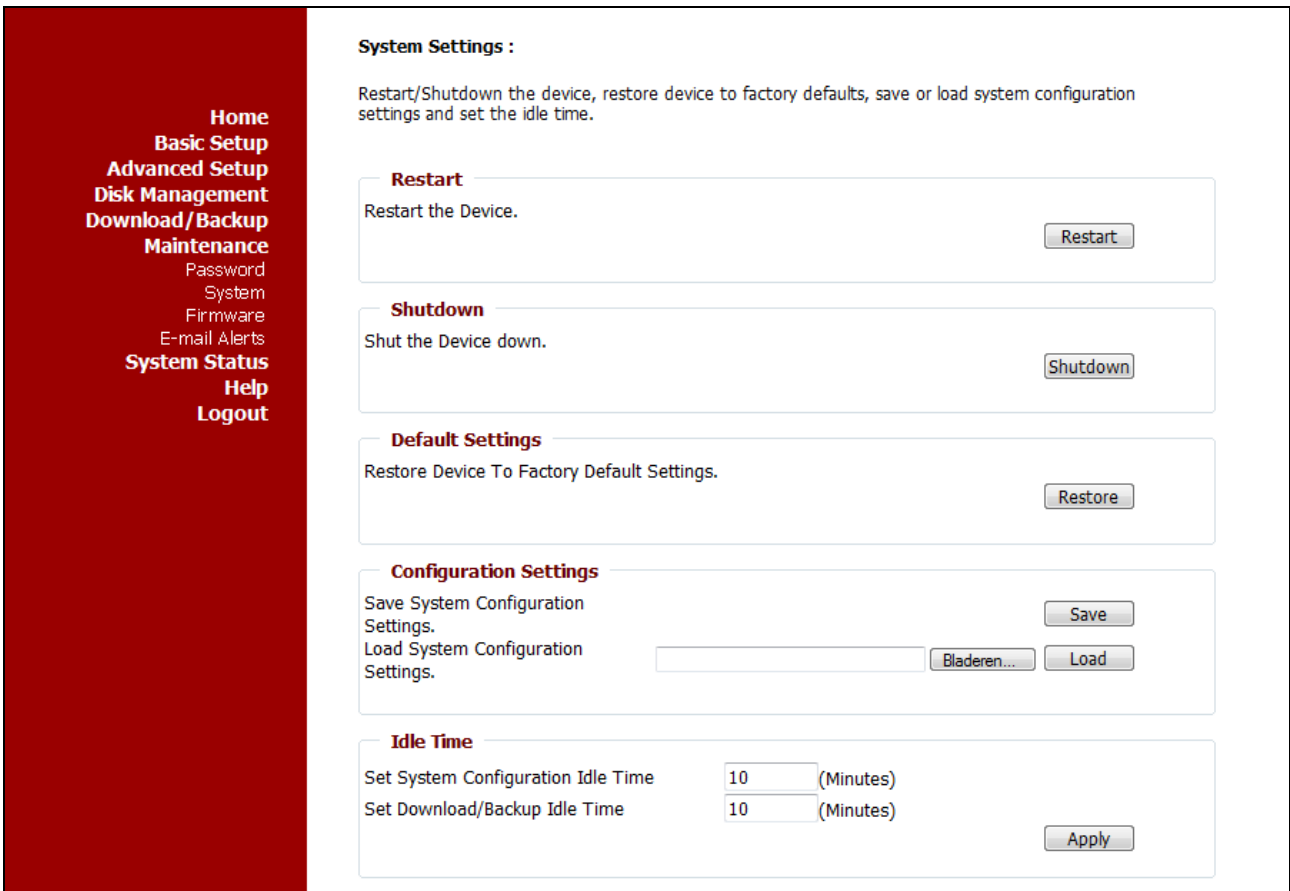 Home
Basic Setup
Advanced Setup
Disk Management
Download/Backup
Maintenance
Password
System
Firmware
E-mail Alerts
System Status
Help
Logout
System Settings :
Restart/Shutdown the device, restore device to factory defaults, save or load system configuration
settings and set the idle time.
Restart
Restart the Device.
Restart
Shutdown
Shut the Device down.
Shutdown
Default Settings
Restore Device To Factory Default Settings.
Restore
Configuration Settings
Save System Configuration
Settings.
Save
Load System Configuration
Settings.
Bladeren... Load
Idle Time
Set System Configuration Idle Time 10 (Minutes)
Set Download/Backup Idle Time 10 (Minutes)
Apply